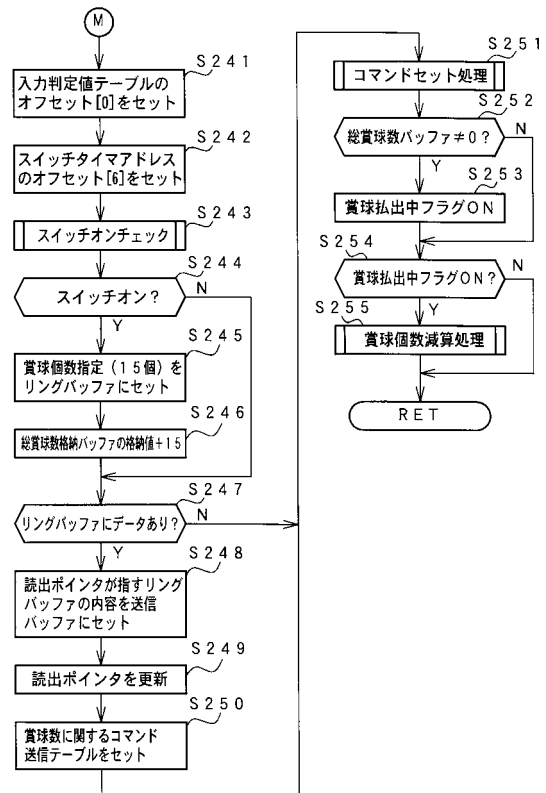 M
S241
入力判定値テーブルの
オフセット[0]をセット
S242
スイッチタイマアドレス
のオフセット[6]をセット
S243
スイッチオンチェック
S244
スイッチオン?
N
Y
S245
賞球個数指定(15個)を
リングバッファにセット
S246
総賞球数格納バッファの格納値+15
S247
リングバッファにデータあり?
N
Y
S248
読出ポインタが指すリング
バッファの内容を送信
バッファにセット
S249
読出ポインタを更新
S250
賞球数に関するコマンド
送信テーブルをセット
S251
コマンドセット処理
S252
総賞球数バッファ≠0?
N
Y
S253
賞球払出中フラグON
S254
賞球払出中フラグON?
N
Y
S255
賞球個数減算処理
RET